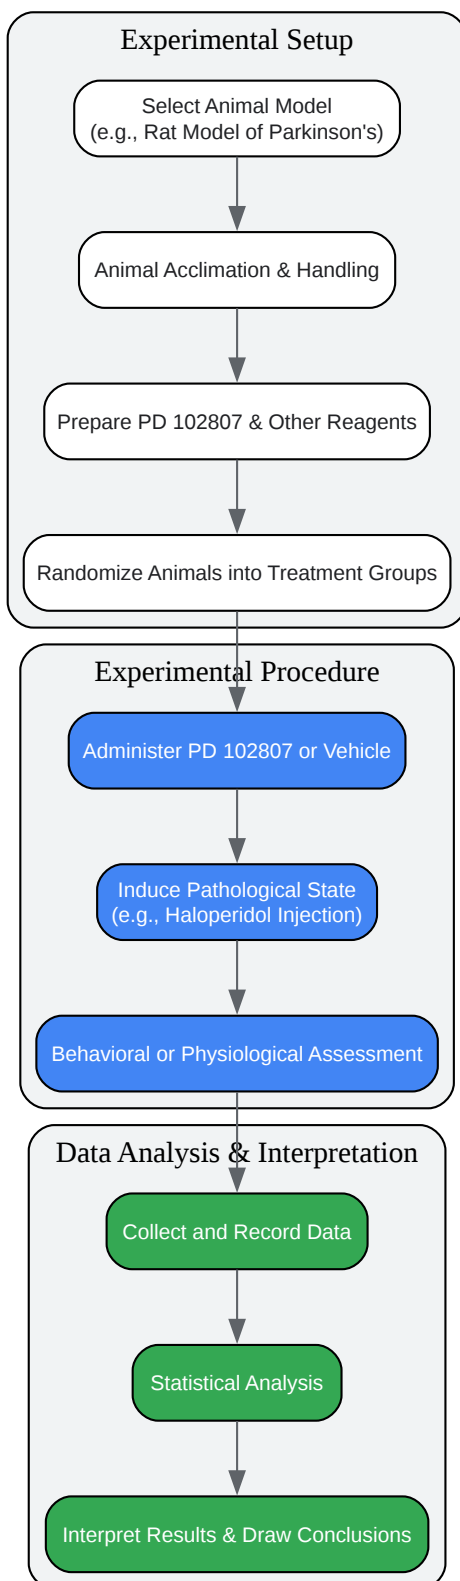 Experimental Setup
Select Animal Model
(e.g., Rat Model of Parkinson's)
Animal Acclimation & Handling
Prepare PD 102807 & Other Reagents
Randomize Animals into Treatment Groups
Experimental Procedure
Administer PD 102807 or Vehicle
Induce Pathological State
(e.g., Haloperidol Injection)
Behavioral or Physiological Assessment
Data Analysis & Interpretation
Collect and Record Data
Statistical Analysis
Interpret Results & Draw Conclusions